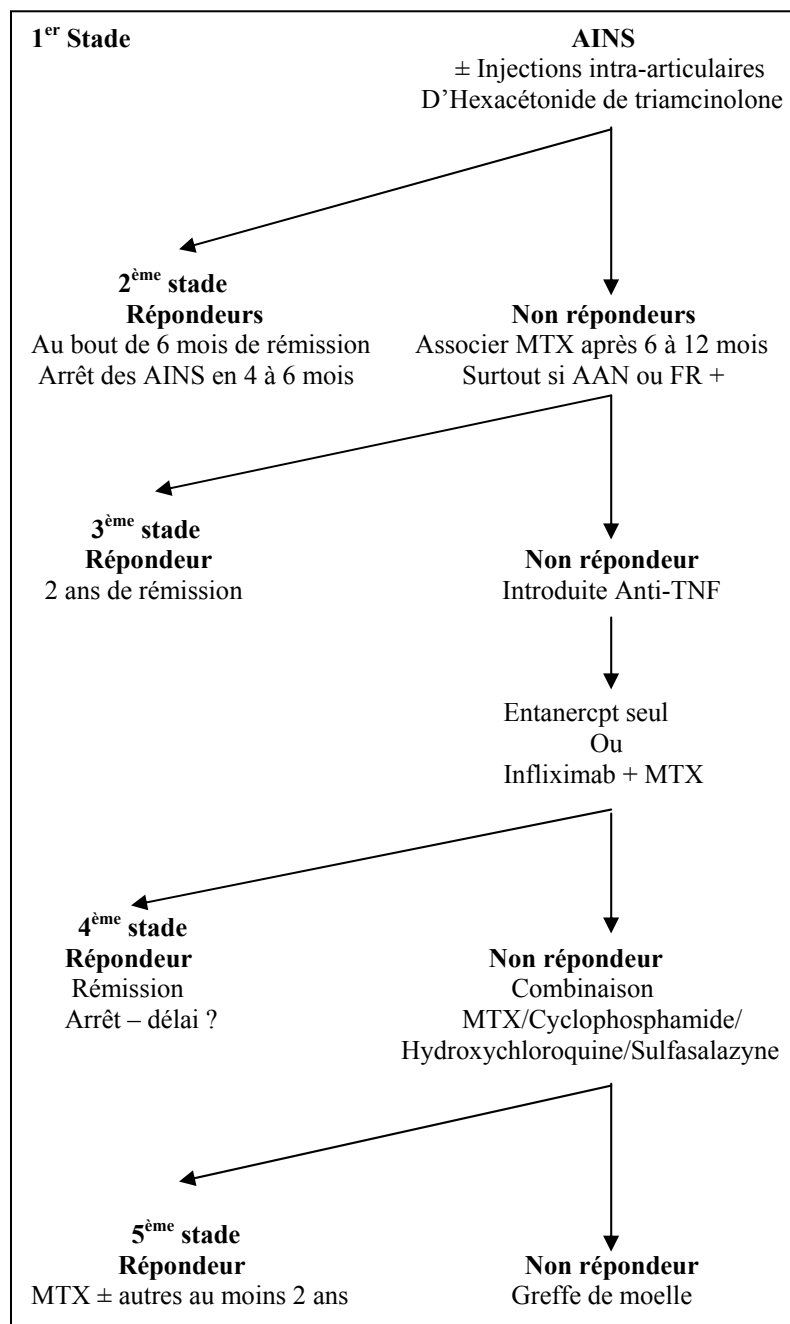 1er Stade
AINS
± Injections intra-articulaires
D’Hexacétonide de triamcinolone
2ème stade
Répondeurs
Au bout de 6 mois de rémission
Arrêt des AINS en 4 à 6 mois
Non répondeurs
Associer MTX après 6 à 12 mois
Surtout si AAN ou FR +
3ème stade
Répondeur
2 ans de rémission
Non répondeur
Introduite Anti-TNF
Entanercpt seul
Ou
Infliximab + MTX
4ème stade
Répondeur
Rémission
Arrêt – délai ?
Non répondeur
Combinaison
MTX/Cyclophosphamide/
Hydroxychloroquine/Sulfasalazyne
5ème stade
Répondeur
MTX ± autres au moins 2 ans
Non répondeur
Greffe de moelle